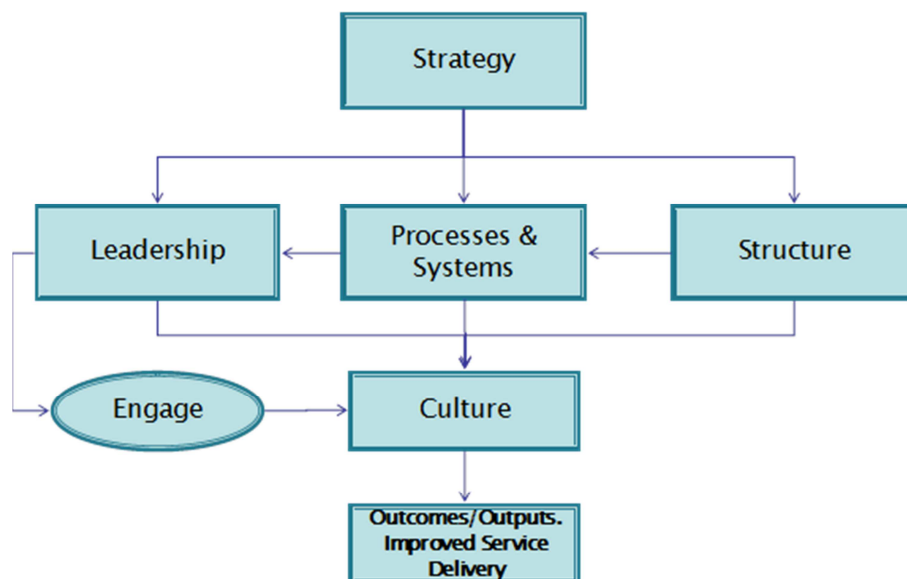 Strategy
Leadership
Processes &
Systems
Structure
Engage
Culture
Outcomes/Outputs.
Improved Service
Delivery